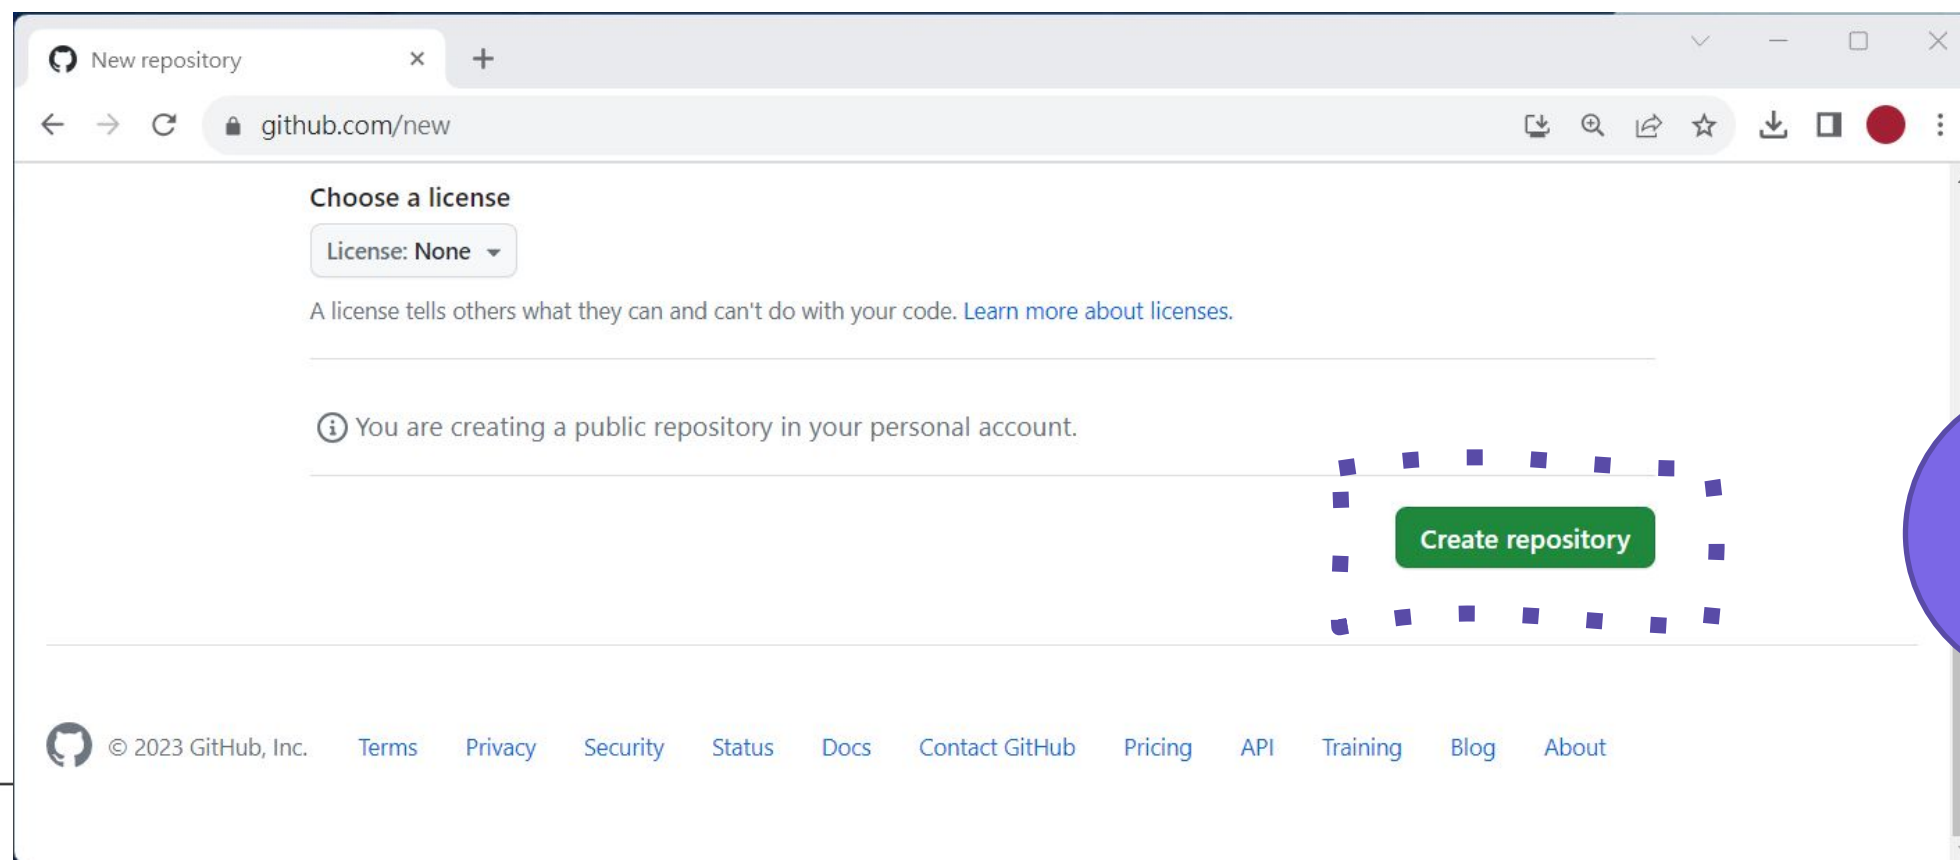 New repository
github.com/new
Choose a license
License: None
A license tells others what they can and can't do with your code. Learn more about licenses.
You are creating a public repository in your personal account.
Create repository
© 2023 GitHub, Inc. Terms Privacy Security Status Docs Contact GitHub Pricing API Training Blog About